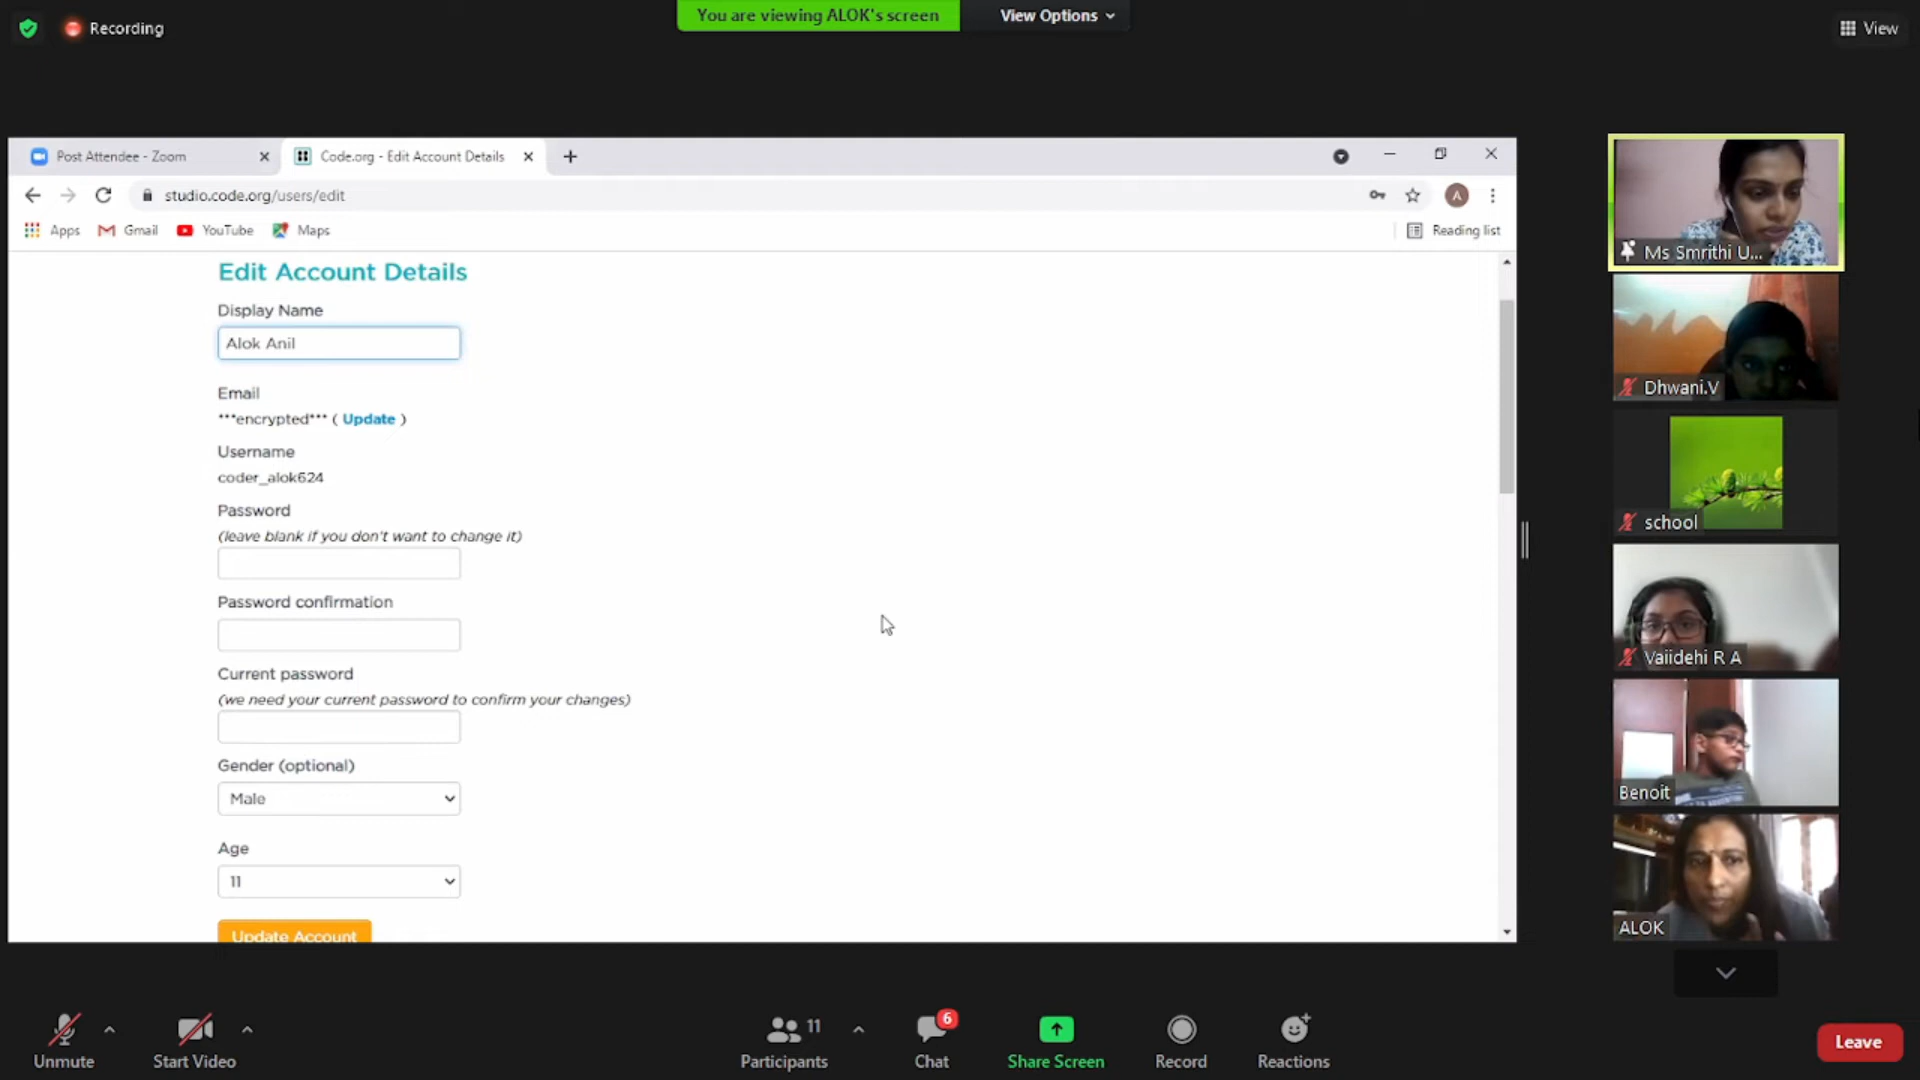 Recording
You are viewing ALOK's screen
View Options
View
Post Attendee - Zoom
Code.org - Edit Account Details
studio.code.org/users/edit
A
Apps
Gmail
YouTube
Maps
Reading list
Edit Account Details
Display Name
Alok Anil
Email
***encrypted*** ( Update )
Username
coder_alok624
Password
(leave blank if you don't want to change it)
Password confirmation
Current password
(we need your current password to confirm your changes)
Gender (optional)
Male
Age
11
Update Account
Ms Smrithi U...
Dhwani.V
school
Vaiidehi R A
Benoit
ALOK
Unmute
Start Video
11
Participants
6
Chat
Share Screen
Record
Reactions
Leave